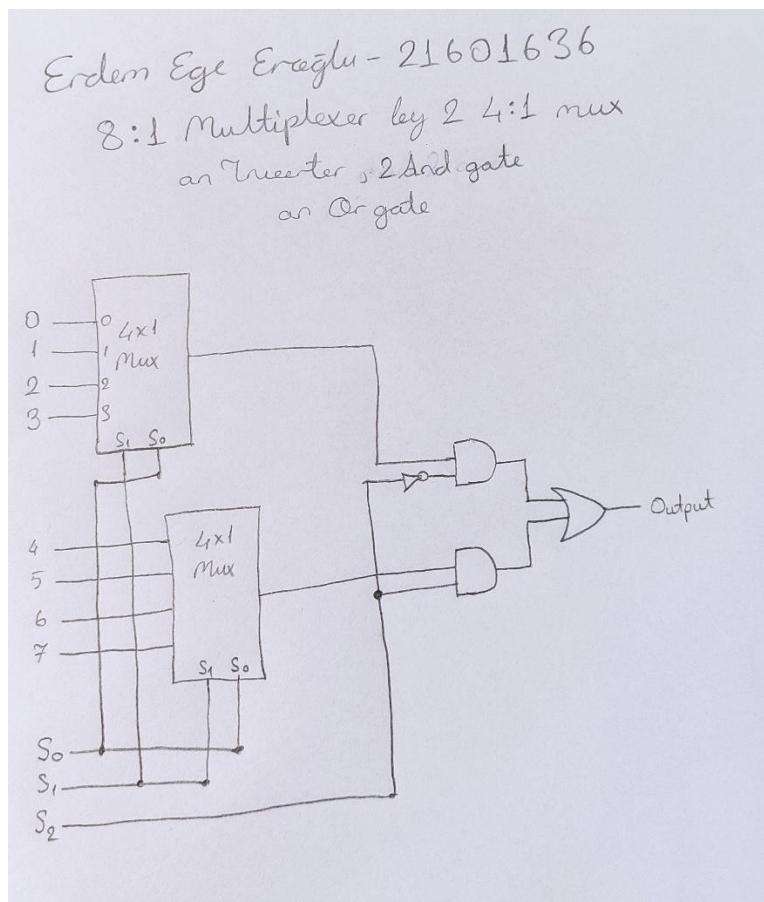 Erdem Ege Eroğlu - 21601636
8:1 Multiplexer by 2 4:1 mux
an Inverter, 2 And gate
an Or gate
0
0
4x1
1
1
Mux
2
2
3
3
S1 S0
4
4x1
5
Mux
6
7
S1 S0
Output
S0
S1
S2